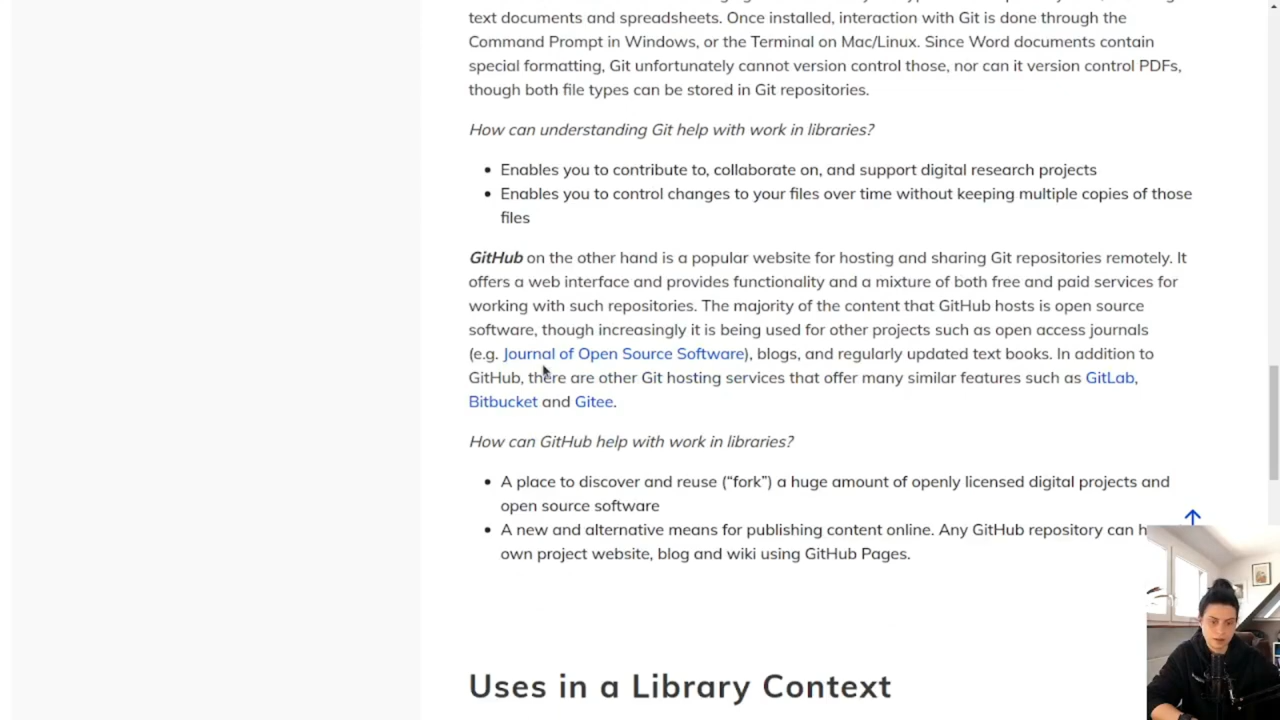 text documents and spreadsheets. Once installed, interaction with Git is done through the
Command Prompt in Windows, or the Terminal on Mac/Linux. Since Word documents contain
special formatting, Git unfortunately cannot version control those, nor can it version control PDFs,
though both file types can be stored in Git repositories.
How can understanding Git help with work in libraries?
• Enables you to contribute to, collaborate on, and support digital research projects
• Enables you to control changes to your files over time without keeping multiple copies of those
files
GitHub on the other hand is a popular website for hosting and sharing Git repositories remotely. It
offers a web interface and provides functionality and a mixture of both free and paid services for
working with such repositories. The majority of the content that GitHub hosts is open source
software, though increasingly it is being used for other projects such as open access journals
(e.g. Journal of Open Source Software), blogs, and regularly updated text books. In addition to
GitHub, there are other Git hosting services that offer many similar features such as GitLab,
Bitbucket and Gitee.
How can GitHub help with work in libraries?
• A place to discover and reuse (“fork”) a huge amount of openly licensed digital projects and
open source software
• A new and alternative means for publishing content online. Any GitHub repository can
own project website, blog and wiki using GitHub Pages.
Uses in a Library Context